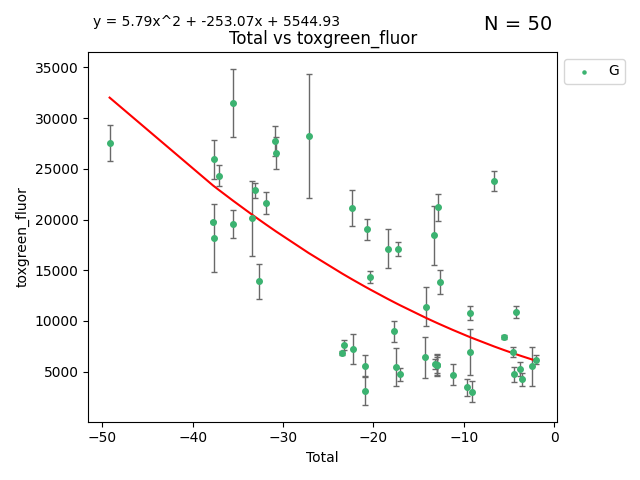 y = 5.79x^2 + -253.07x + 5544.93
N = 50
Total vs toxgreen_fluor
G
35000
30000
25000
20000
15000
10000
5000
toxgreen_fluor
−50
−40
−30
−20
−10
0
Total